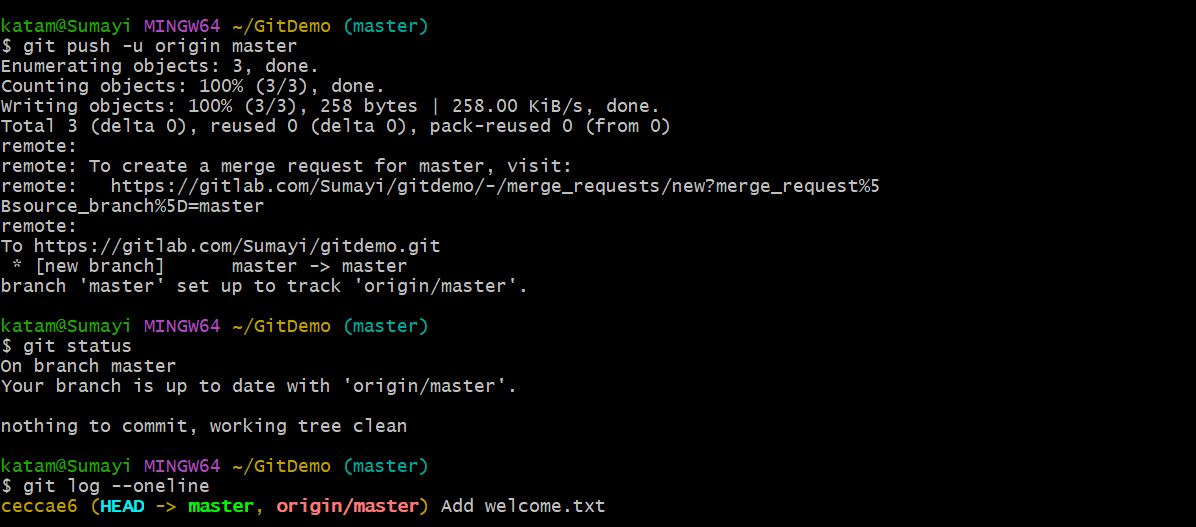 katam@Sumayi MINGW64 ~/GitDemo (master)
$ git push -u origin master
Enumerating objects: 3, done.
Counting objects: 100% (3/3), done.
Writing objects: 100% (3/3), 258 bytes | 258.00 KiB/s, done.
Total 3 (delta 0), reused 0 (delta 0), pack-reused 0 (from 0)
remote:
remote: To create a merge request for master, visit:
remote:   https://gitlab.com/Sumayi/gitdemo/-/merge_requests/new?merge_request%5
Bsource_branch%5D=master
remote:
To https://gitlab.com/Sumayi/gitdemo.git
 * [new branch]      master -> master
branch 'master' set up to track 'origin/master'.
katam@Sumayi MINGW64 ~/GitDemo (master)
$ git status
On branch master
Your branch is up to date with 'origin/master'.
nothing to commit, working tree clean
katam@Sumayi MINGW64 ~/GitDemo (master)
$ git log --oneline
ceccae6 (HEAD -> master, origin/master) Add welcome.txt